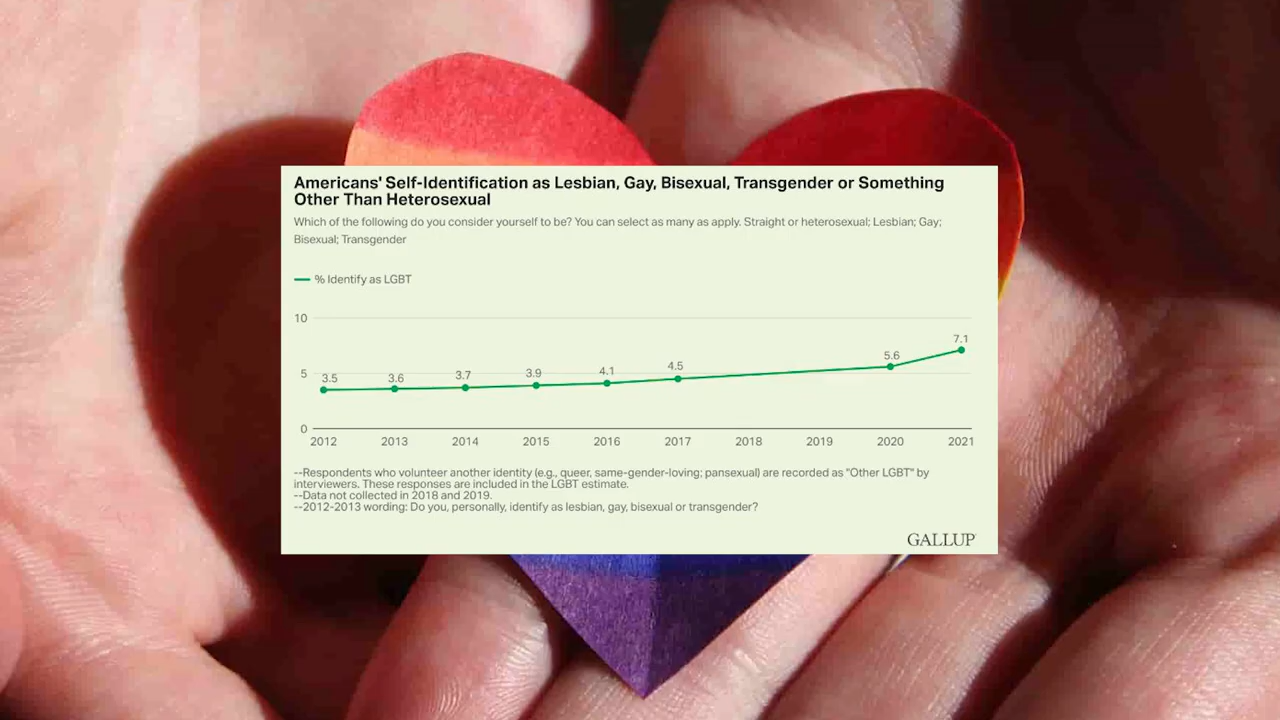 Americans' Self-Identification as Lesbian, Gay, Bisexual, Transgender or Something
Other Than Heterosexual
Which of the following do you consider yourself to be? You can select as many as apply. Straight or heterosexual; Lesbian; Gay;
Bisexual; Transgender
% Identify as LGBT
10
7.1
5.6
5
3.5 3.6 3.7 3.9 4.1 4.5
0
2012 2013 2014 2015 2016 2017 2018 2019 2020 2021
--Respondents who volunteer another identity (e.g., queer, same-gender-loving; pansexual) are recorded as "Other LGBT" by
interviewers. These responses are included in the LGBT estimate.
--Data not collected in 2018 and 2019.
--2012-2013 wording: Do you, personally, identify as lesbian, gay, bisexual or transgender?
GALLUP